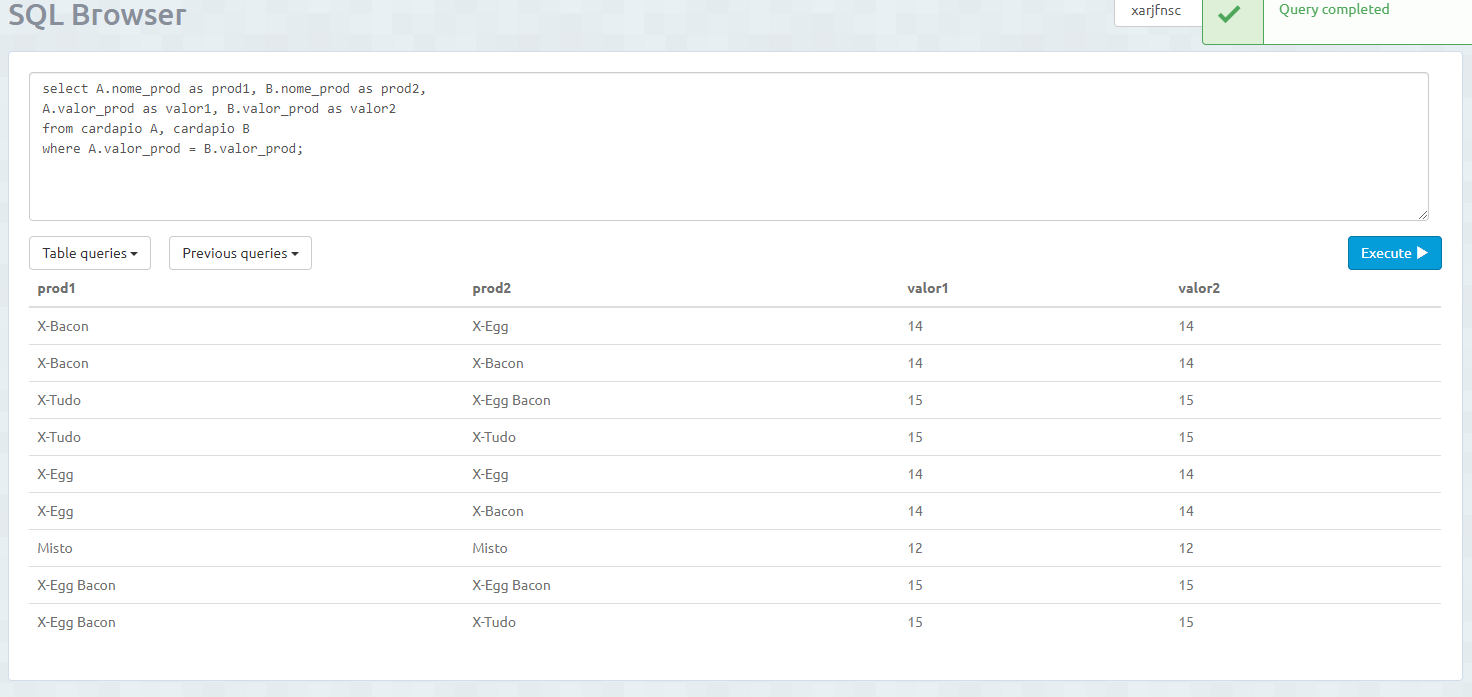 SQL Browser
xarjfnsc
Query completed
select A.nome_prod as prod1, B.nome_prod as prod2,
A.valor_prod as valor1, B.valor_prod as valor2
from cardapio A, cardapio B
where A.valor_prod = B.valor_prod;
Table queries Previous queries Execute
prod1 prod2 valor1 valor2
X-Bacon X-Egg 14 14
X-Bacon X-Bacon 14 14
X-Tudo X-Egg Bacon 15 15
X-Tudo X-Tudo 15 15
X-Egg X-Egg 14 14
X-Egg X-Bacon 14 14
Misto Misto 12 12
X-Egg Bacon X-Egg Bacon 15 15
X-Egg Bacon X-Tudo 15 15